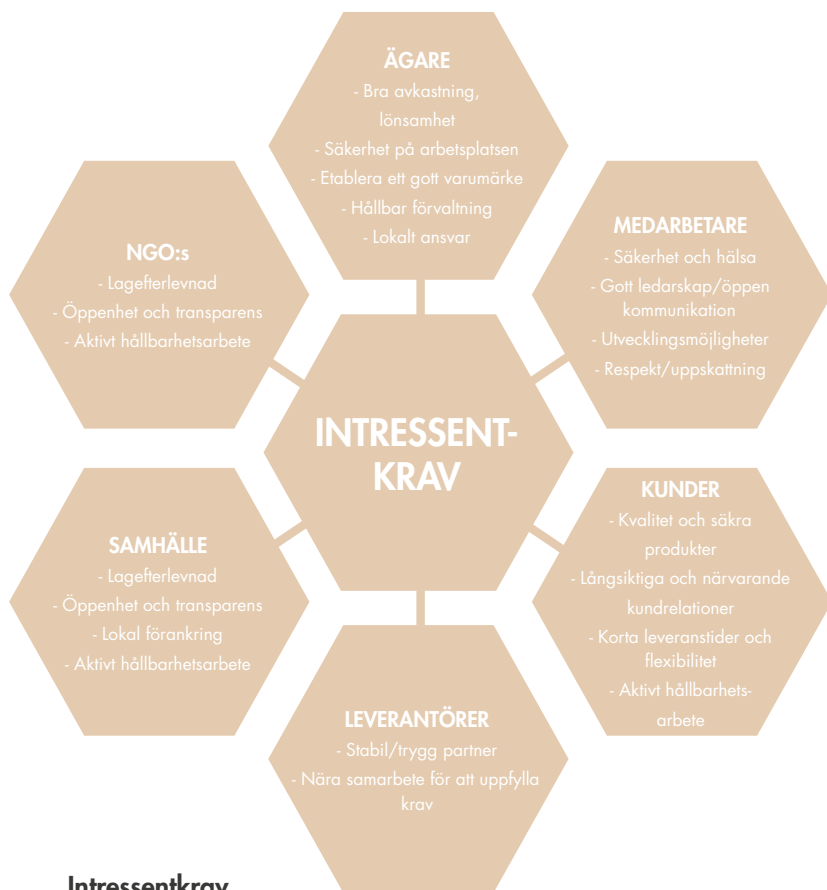 ÄGARE
- Bra avkastning,
lönsamhet
- Säkerhet på arbetsplatsen
- Etablera ett gott varumärke
- Hållbar förvaltning
- Lokalt ansvar
NGO:s
- Lagefterlevnad
- Öppenhet och transparens
- Aktivt hållbarhetsarbete
MEDARBETARE
- Säkerhet och hälsa
- Gott ledarskap/öppen
kommunikation
- Utvecklingsmöjligheter
- Respekt/uppskattning
INTRESSENT-
KRAV
SAMHÄLLE
- Lagefterlevnad
- Öppenhet och transparens
- Lokal förankring
- Aktivt hållbarhetsarbete
KUNDER
- Kvalitet och säkra
produkter
- Långsiktiga och närvarande
kundrelationer
- Korta leveranstider och
flexibilitet
- Aktivt hållbarhets-
arbete
LEVERANTÖRER
- Stabil/trygg partner
- Nära samarbete för att uppfylla
krav
Intressentkrav